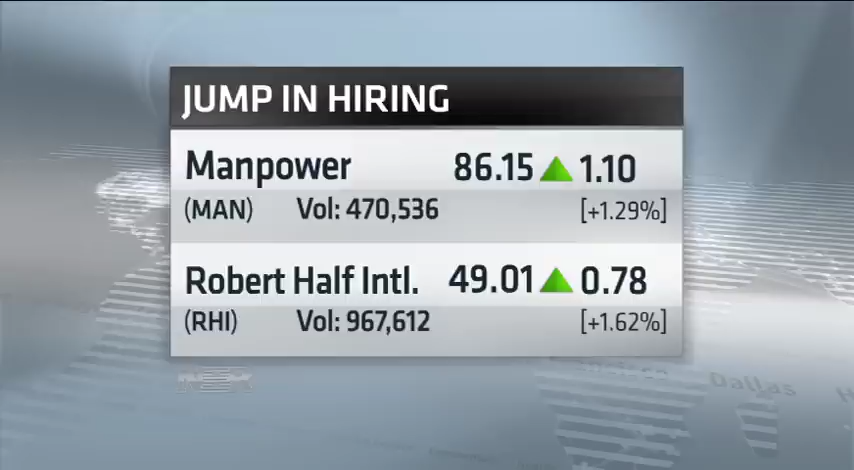 JUMP IN HIRING
Manpower 86.15 ▲ 1.10
(MAN) Vol: 470,536 [+1.29%]
Robert Half Intl. 49.01 ▲ 0.78
(RHI) Vol: 967,612 [+1.62%]
NBR
Dallas